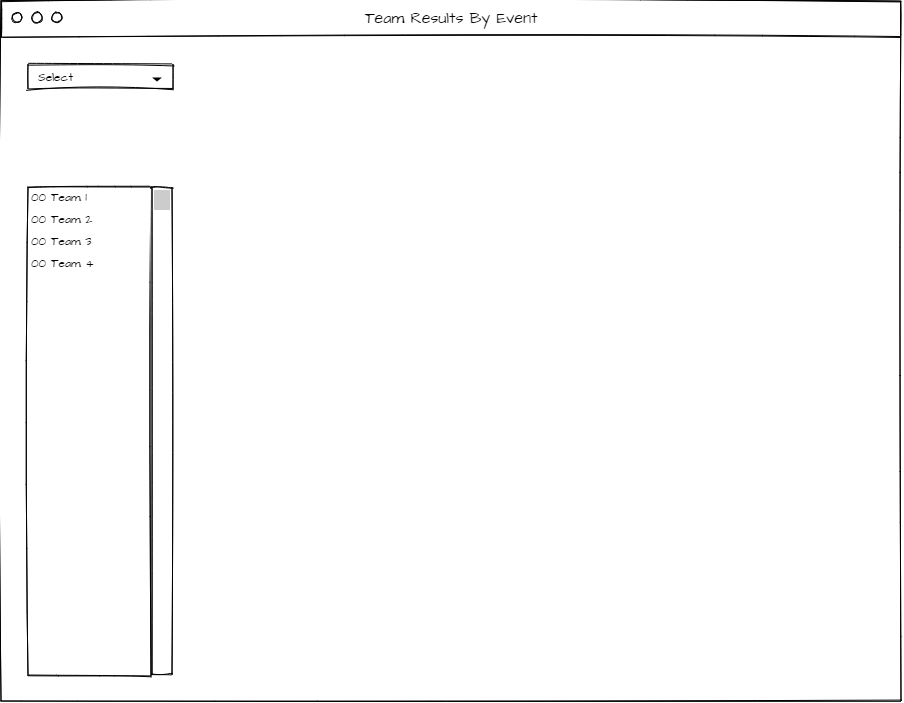 Team Results By Event
Select
00 Team 1
00 Team 2
00 Team 3
00 Team 4